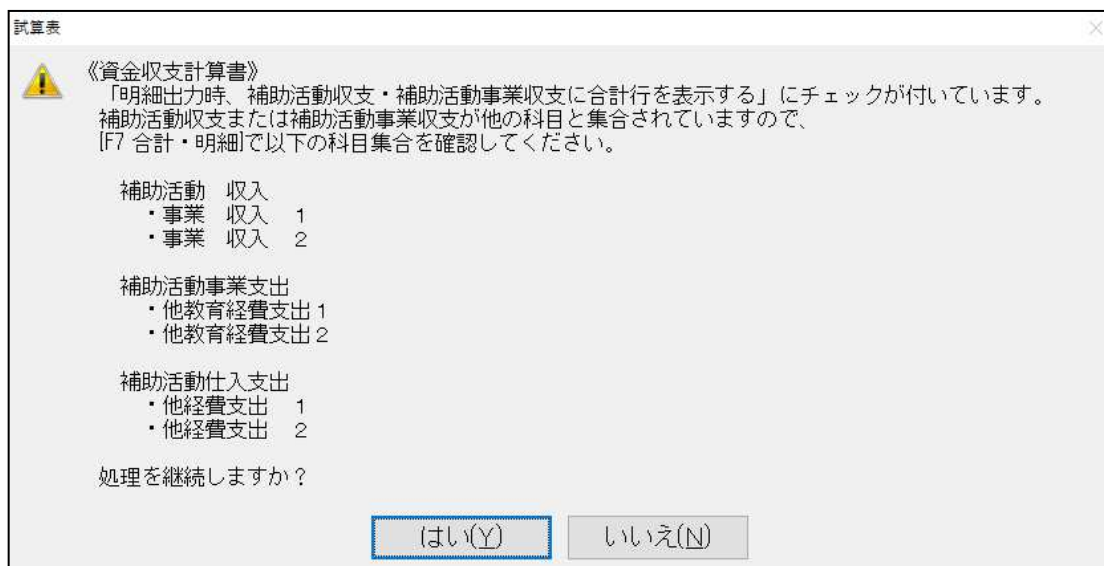 試算表
《資金収支計算書》
「明細出力時、補助活動収支・補助活動事業収支に合計行を表示する」にチェックが付いています。
補助活動収支または補助活動事業収支が他の科目と集合されていますので、
[F7 合計・明細]で以下の科目集合を確認してください。
補助活動　収入
・事業　収入　1
・事業　収入　2
補助活動事業支出
・他教育経費支出1
・他教育経費支出2
補助活動仕入支出
・他経費支出　1
・他経費支出　2
処理を継続しますか？
はい(Y)
いいえ(N)